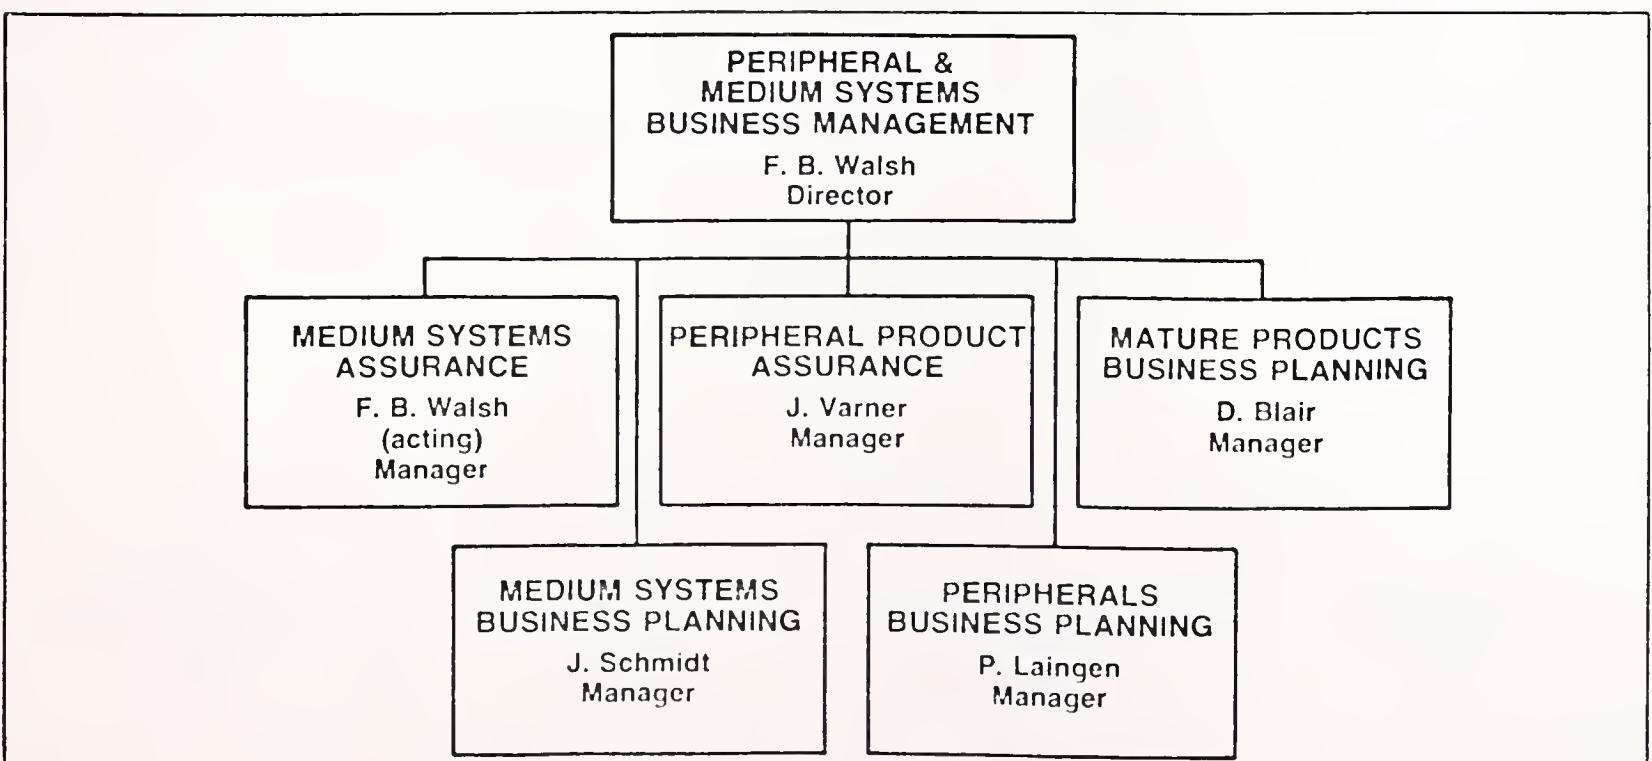 PERIPHERAL &
MEDIUM SYSTEMS
BUSINESS MANAGEMENT
F. B. Walsh
Director
MEDIUM SYSTEMS
ASSURANCE
F. B. Walsh
(acting)
Manager
PERIPHERAL PRODUCT
ASSURANCE
J. Varner
Manager
MATURE PRODUCTS
BUSINESS PLANNING
D. Blair
Manager
MEDIUM SYSTEMS
BUSINESS PLANNING
J. Schmidt
Manager
PERIPHERALS
BUSINESS PLANNING
P. Laingen
Manager